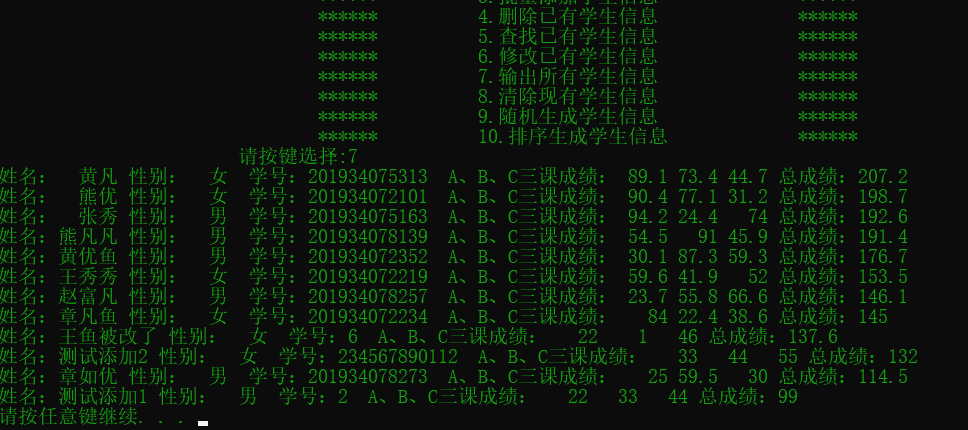 ****** 4.删除已有学生信息 ******
****** 5.查找已有学生信息 ******
****** 6.修改已有学生信息 ******
****** 7.输出所有学生信息 ******
****** 8.清除现有学生信息 ******
****** 9.随机生成学生信息 ******
****** 10.排序生成学生信息 ******
请按键选择:7
姓名： 黄凡 性别： 女 学号：201934075313 A、B、C三课成绩： 89.1 73.4 44.7 总成绩：207.2
姓名： 熊优 性别： 女 学号：201934072101 A、B、C三课成绩： 90.4 77.1 31.2 总成绩：198.7
姓名： 张秀 性别： 男 学号：201934075163 A、B、C三课成绩： 94.2 24.4 74 总成绩：192.6
姓名：熊凡凡 性别： 男 学号：201934078139 A、B、C三课成绩： 54.5 91 45.9 总成绩：191.4
姓名：黄优鱼 性别： 男 学号：201934072352 A、B、C三课成绩： 30.1 87.3 59.3 总成绩：176.7
姓名：王秀秀 性别： 女 学号：201934072219 A、B、C三课成绩： 59.6 41.9 52 总成绩：153.5
姓名：赵富凡 性别： 男 学号：201934078257 A、B、C三课成绩： 23.7 55.8 66.6 总成绩：146.1
姓名：章凡鱼 性别： 女 学号：201934072234 A、B、C三课成绩： 84 22.4 38.6 总成绩：145
姓名：王鱼被改了 性别： 女 学号：6 A、B、C三课成绩： 22 1 46 总成绩：137.6
姓名：测试添加2 性别： 女 学号：234567890112 A、B、C三课成绩： 33 44 55 总成绩：132
姓名：章如优 性别： 男 学号：201934078273 A、B、C三课成绩： 25 59.5 30 总成绩：114.5
姓名：测试添加1 性别： 男 学号：2 A、B、C三课成绩： 22 33 44 总成绩：99
请按任意键继续. . .